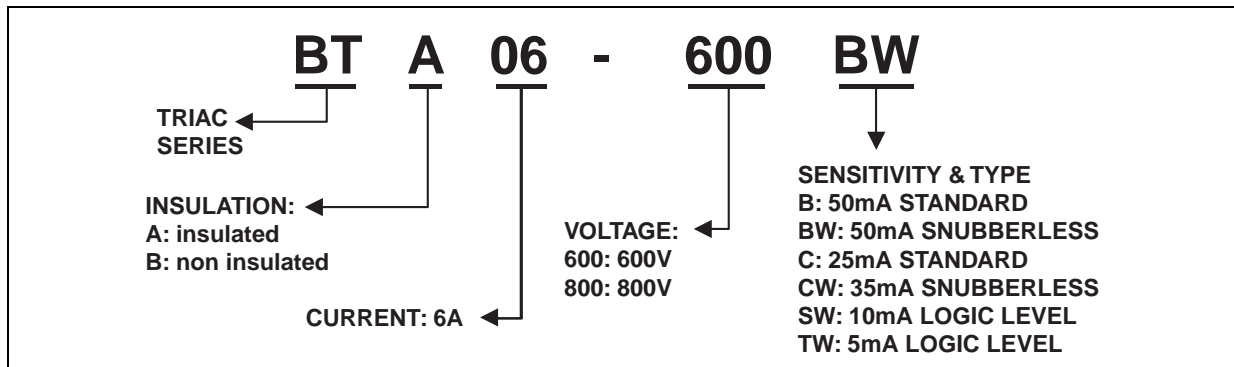 BT A 06 - 600 BW
TRIAC
SERIES
INSULATION:
A: insulated
B: non insulated
CURRENT: 6A
VOLTAGE:
600: 600V
800: 800V
SENSITIVITY & TYPE
B: 50mA STANDARD
BW: 50mA SNUBBERLESS
C: 25mA STANDARD
CW: 35mA SNUBBERLESS
SW: 10mA LOGIC LEVEL
TW: 5mA LOGIC LEVEL